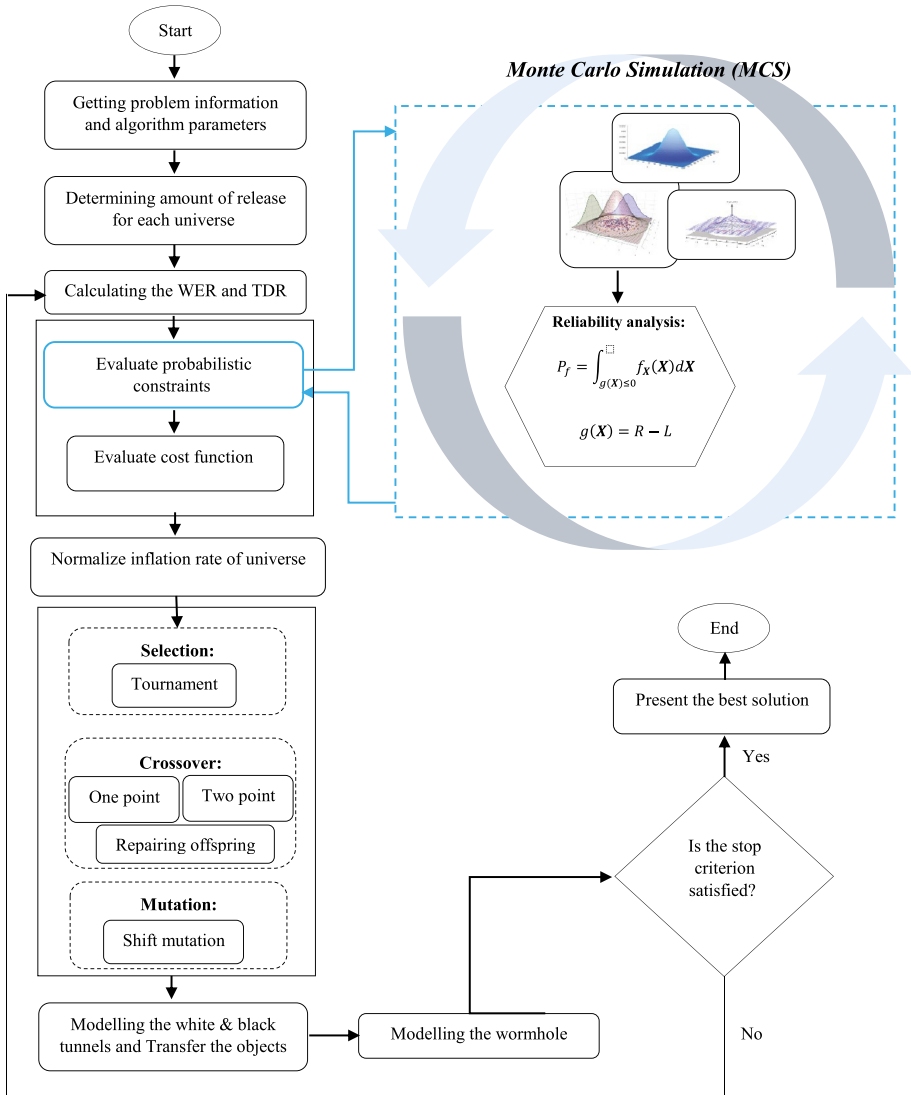 Start
Getting problem information
and algorithm parameters
Determining amount of release
for each universe
Calculating the WER and TDR
Evaluate probabilistic
constraints
Evaluate cost function
Normalize inflation rate of universe
Selection:
Tournament
Crossover:
One point
Two point
Repairing offspring
Mutation:
Shift mutation
Modelling the white & black
tunnels and Transfer the objects
Modelling the wormhole
Monte Carlo Simulation (MCS)
Reliability analysis:
P_f = ∫_{g(X)≤0} f_X(X)dX
g(X) = R − L
Is the stop
criterion
satisfied?
Yes
Present the best solution
End
No